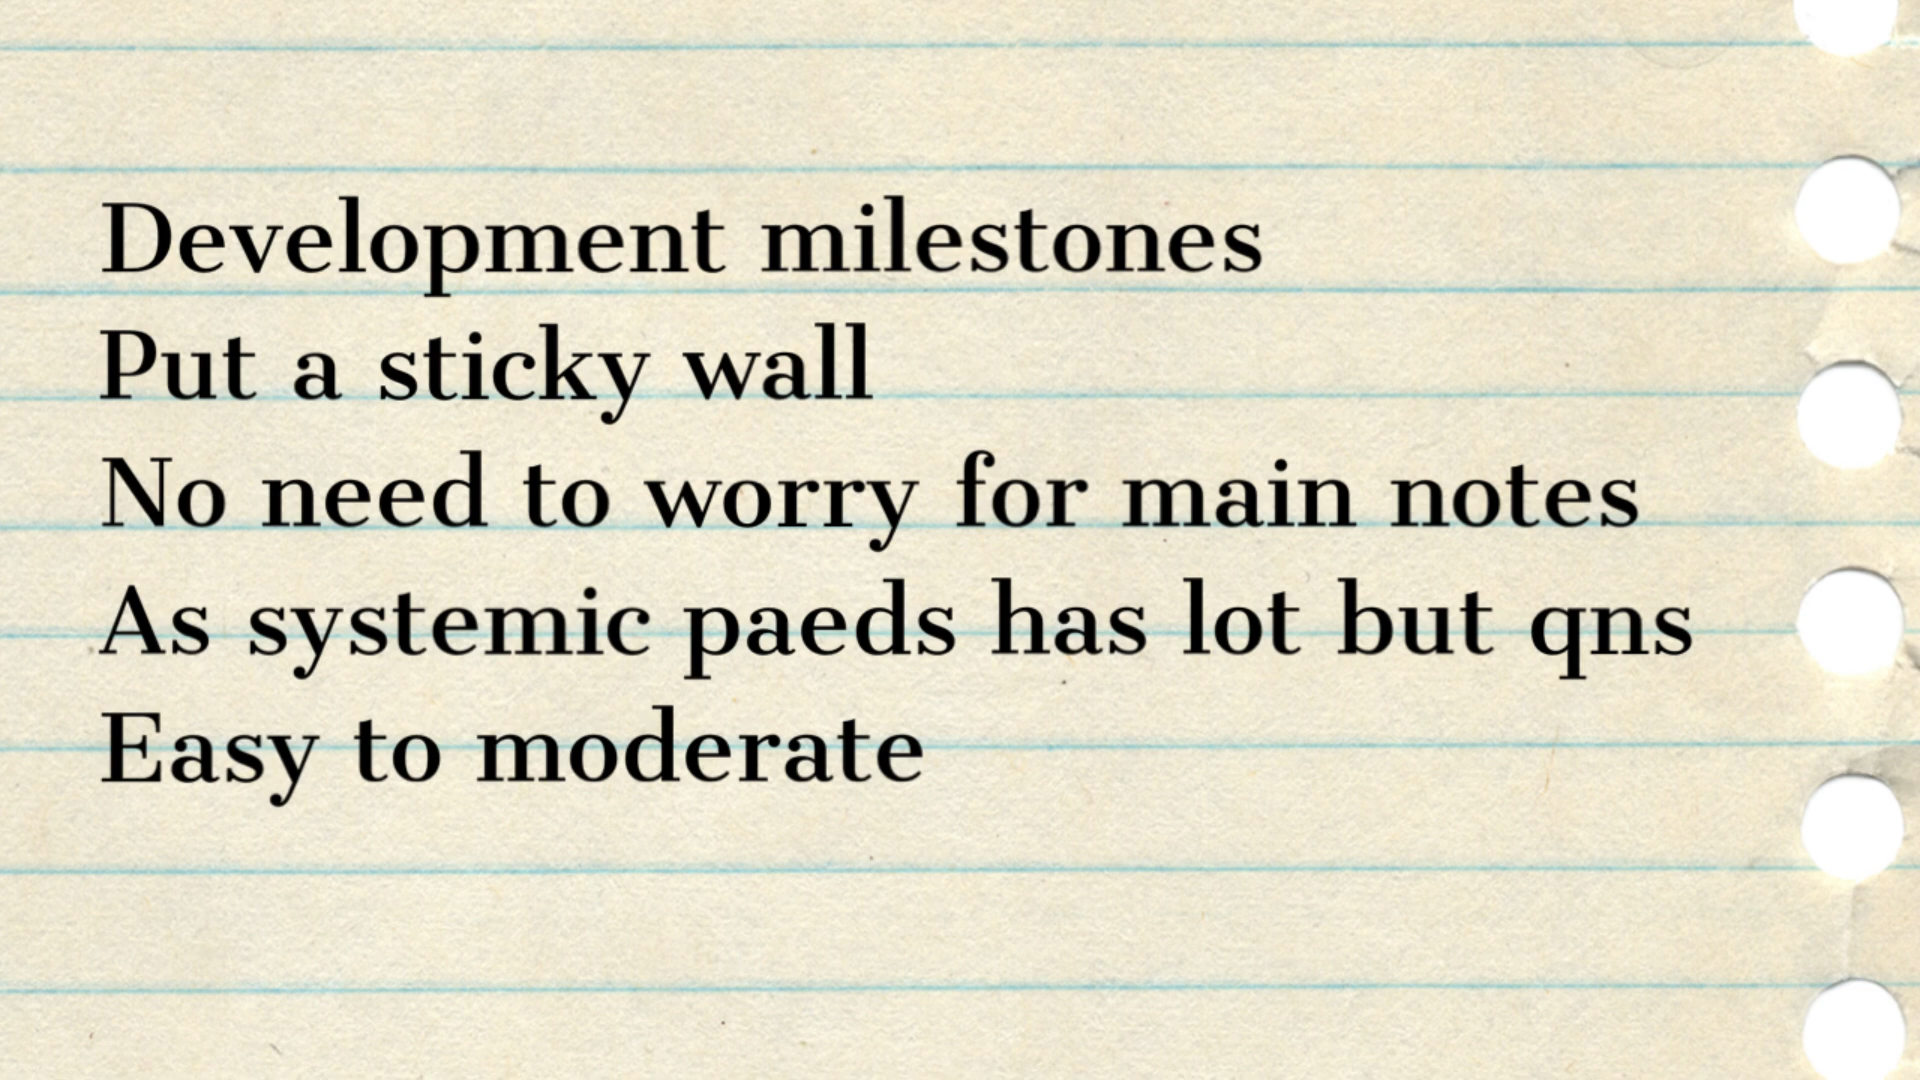 Development milestones
Put a sticky wall
No need to worry for main notes
As systemic paeds has lot but qns
Easy to moderate